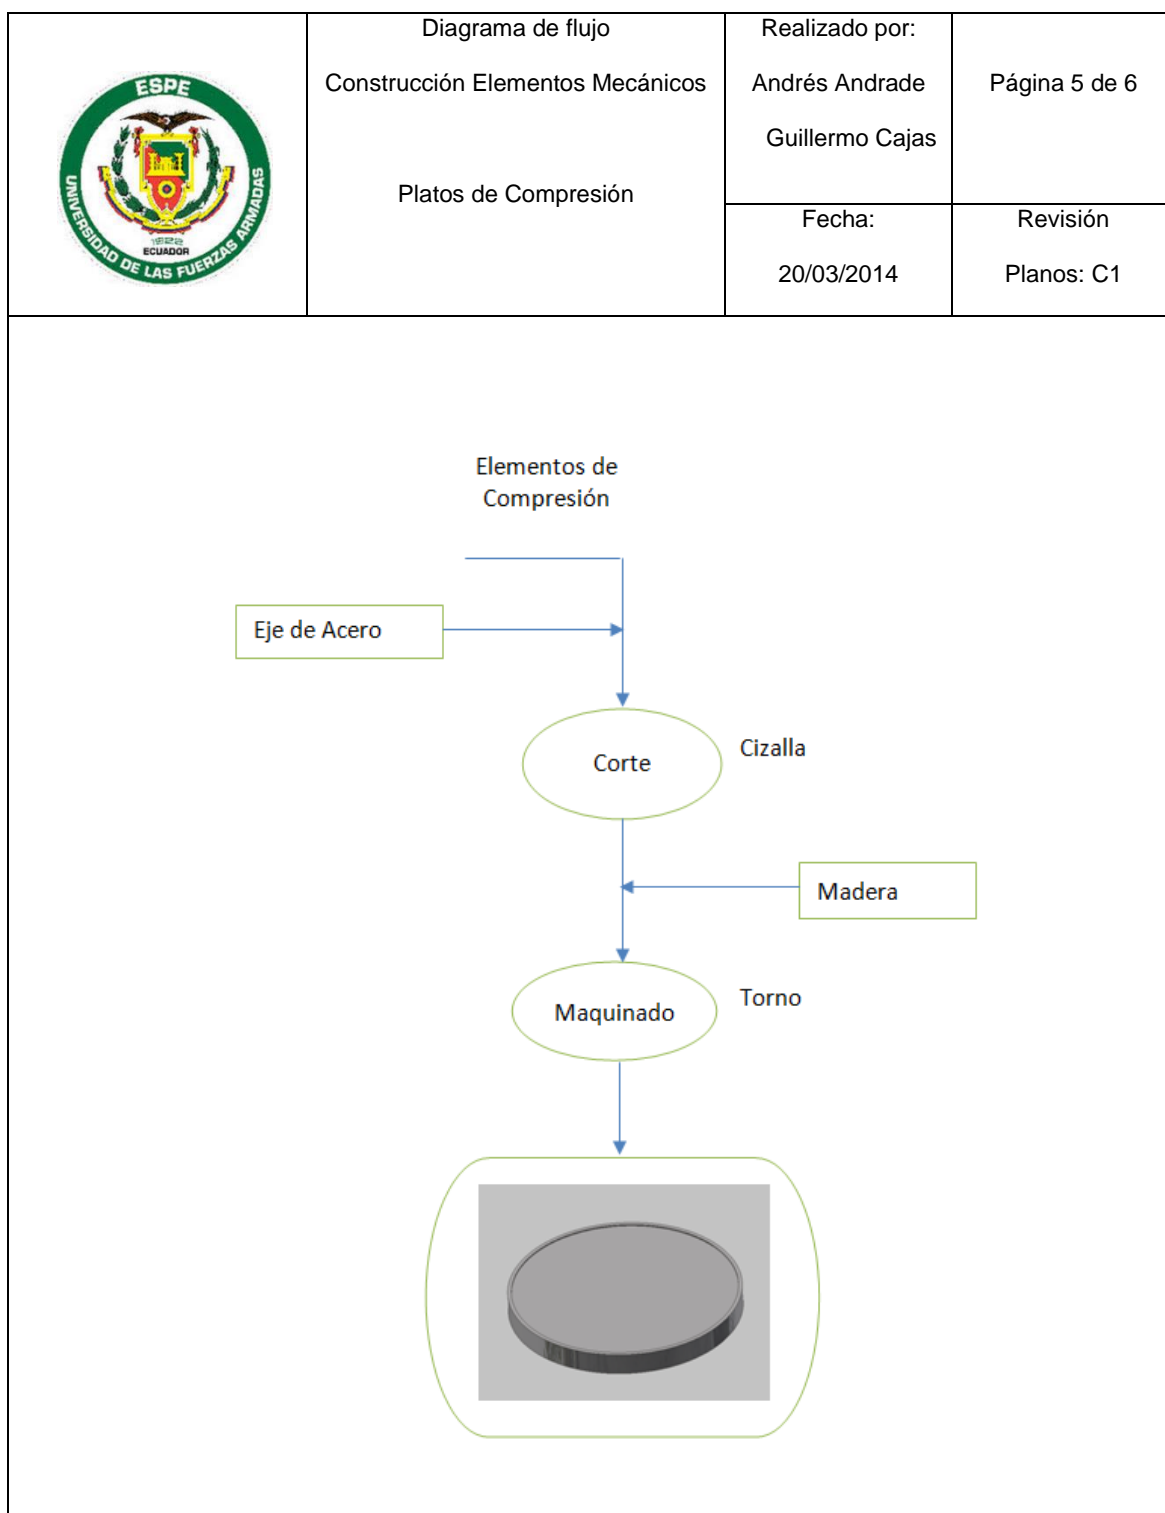 ESPE
UNIVERSIDAD DE LAS FUERZAS ARMADAS
1922
ECUADOR
Diagrama de flujo
Construcción Elementos Mecánicos
Platos de Compresión
Realizado por:
Andrés Andrade
Guillermo Cajas
Página 5 de 6
Fecha:
20/03/2014
Revisión
Planos: C1
Elementos de
Compresión
Eje de Acero
Corte
Cizalla
Madera
Maquinado
Torno